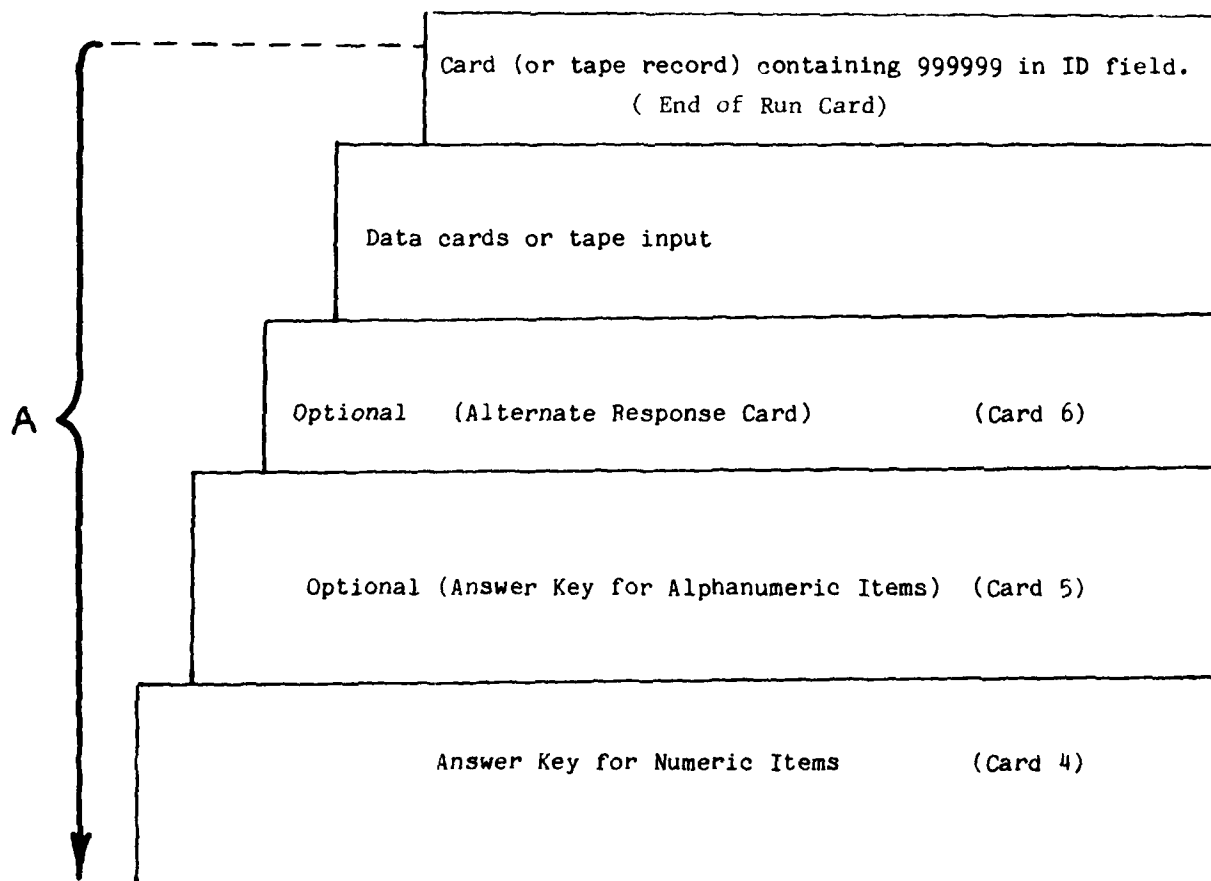 Card (or tape record) containing 999999 in ID field.
( End of Run Card)
Data cards or tape input
A
Optional (Alternate Response Card) (Card 6)
Optional (Answer Key for Alphanumeric Items) (Card 5)
Answer Key for Numeric Items (Card 4)